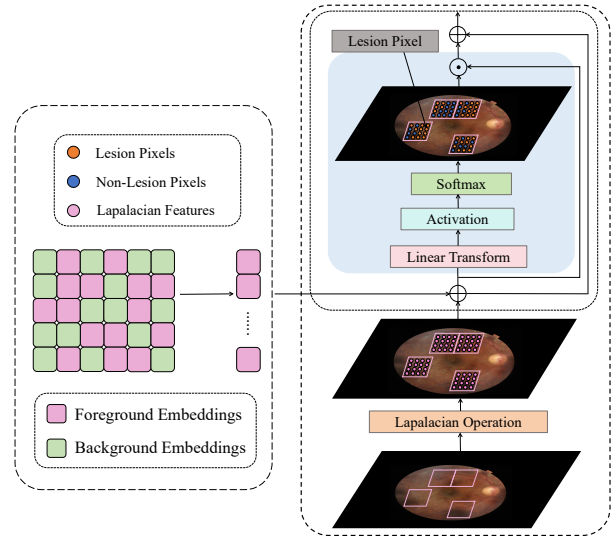 Lesion Pixels
Non-Lesion Pixels
Lapalacian Features
Foreground Embeddings
Background Embeddings
Lesion Pixel
Softmax
Activation
Linear Transform
Lapalacian Operation